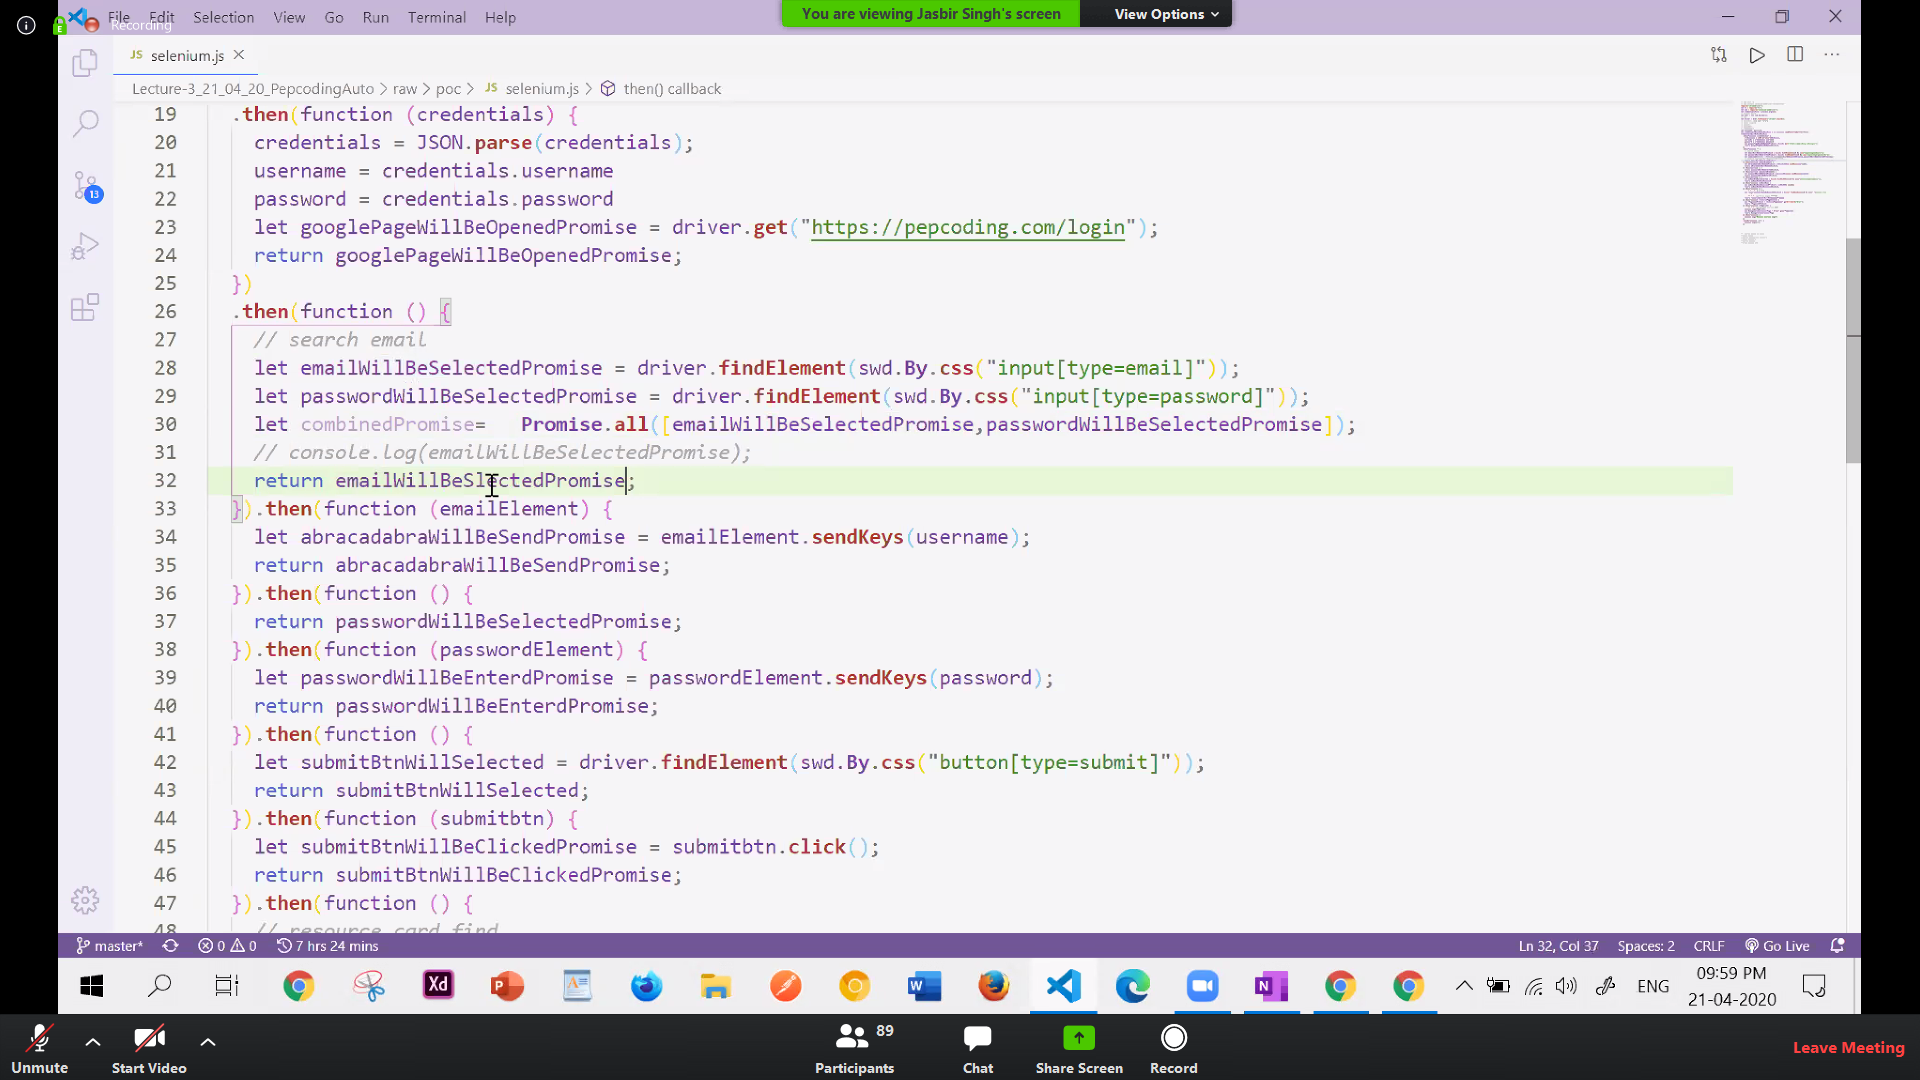 You are viewing Jasbir Singh's screen
View Options
File Edit Selection View Go Run Terminal Help
Recording
JS selenium.js
Lecture-3_21_04_20_PepcodingAuto > raw > poc > JS selenium.js > then() callback
19 .then(function (credentials) {
20 credentials = JSON.parse(credentials);
21 username = credentials.username
22 password = credentials.password
23 let googlePageWillBeOpenedPromise = driver.get("https://pepcoding.com/login");
24 return googlePageWillBeOpenedPromise;
25 })
26 .then(function () {
27 // search email
28 let emailWillBeSelectedPromise = driver.findElement(swd.By.css("input[type=email]"));
29 let passwordWillBeSelectedPromise = driver.findElement(swd.By.css("input[type=password]"));
30 let combinedPromise=   Promise.all([emailWillBeSelectedPromise,passwordWillBeSelectedPromise]);
31 // console.log(emailWillBeSelectedPromise);
32 return emailWillBeSlectedPromise;
33 }).then(function (emailElement) {
34 let abracadabraWillBeSendPromise = emailElement.sendKeys(username);
35 return abracadabraWillBeSendPromise;
36 }).then(function () {
37 return passwordWillBeSelectedPromise;
38 }).then(function (passwordElement) {
39 let passwordWillBeEnterdPromise = passwordElement.sendKeys(password);
40 return passwordWillBeEnterdPromise;
41 }).then(function () {
42 let submitBtnWillSelected = driver.findElement(swd.By.css("button[type=submit]"));
43 return submitBtnWillSelected;
44 }).then(function (submitbtn) {
45 let submitBtnWillBeClickedPromise = submitbtn.click();
46 return submitBtnWillBeClickedPromise;
47 }).then(function () {
48 // resource card find
13
master* 0 0 7 hrs 24 mins Ln 32, Col 37 Spaces: 2 CRLF Go Live
Xd
ENG
09:59 PM
21-04-2020
Unmute
Start Video
89
Participants
Chat
Share Screen
Record
Leave Meeting